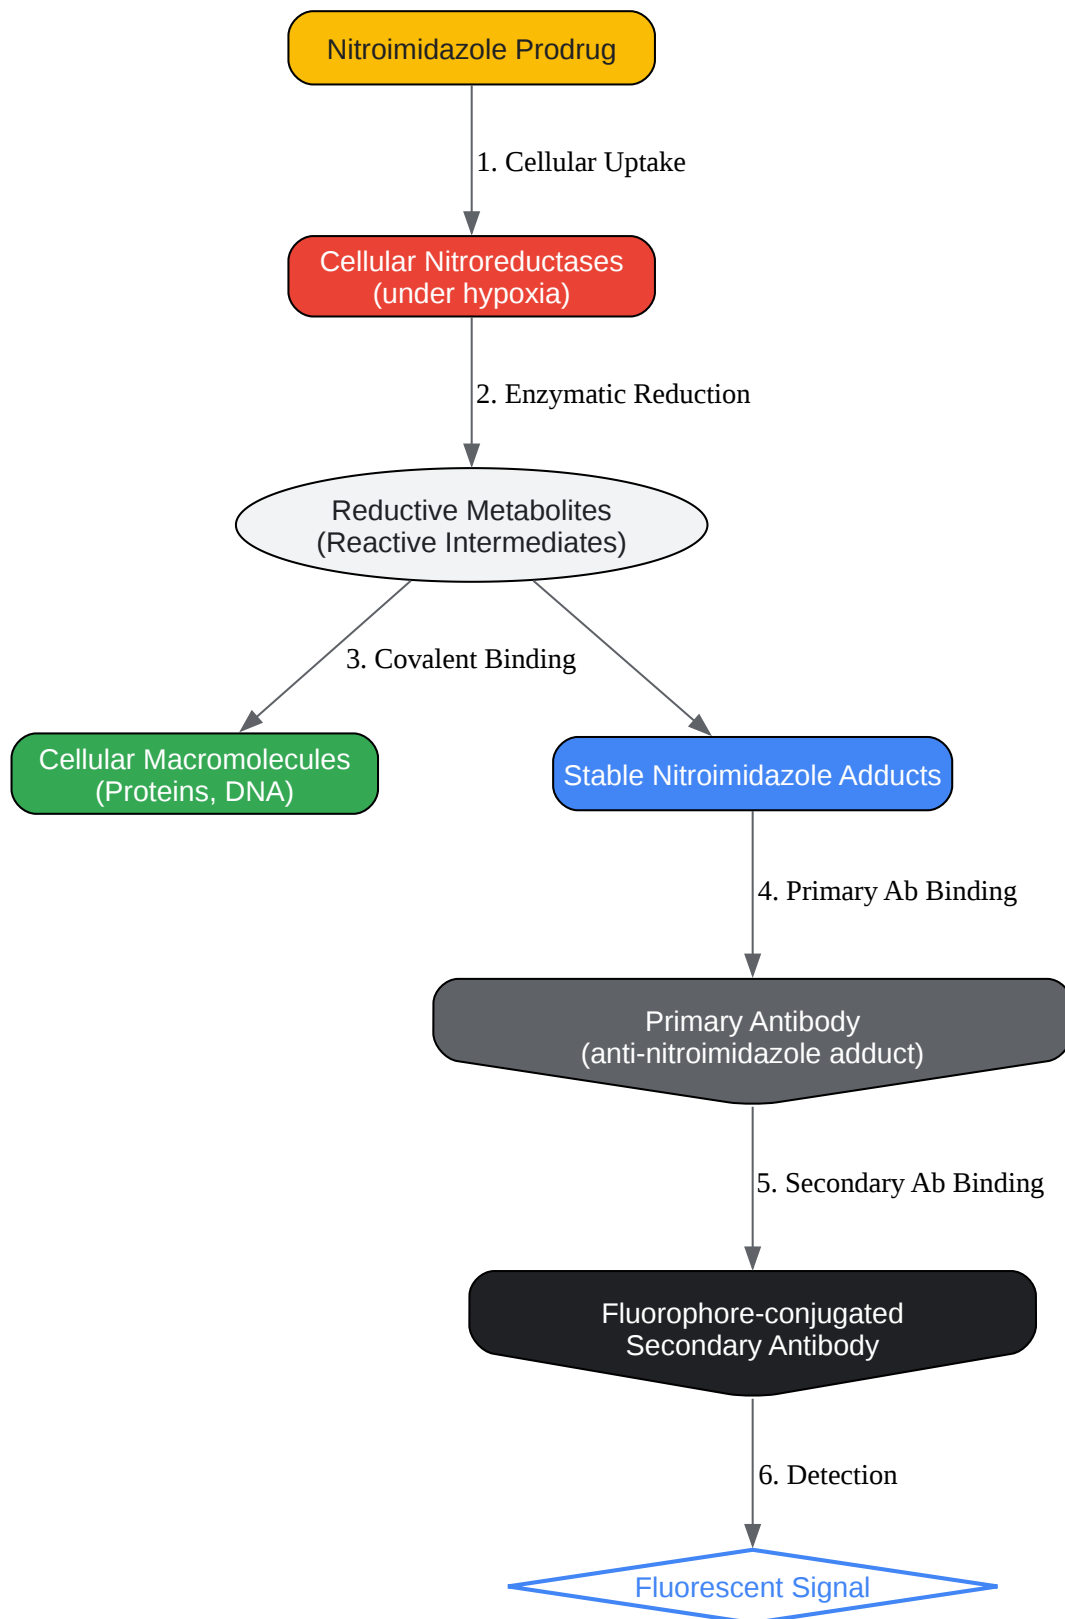 Nitroimidazole Prodrug
1. Cellular Uptake
Cellular Nitroreductases
(under hypoxia)
2. Enzymatic Reduction
Reductive Metabolites
(Reactive Intermediates)
3. Covalent Binding
Cellular Macromolecules
(Proteins, DNA)
Stable Nitroimidazole Adducts
4. Primary Ab Binding
Primary Antibody
(anti-nitroimidazole adduct)
5. Secondary Ab Binding
Fluorophore-conjugated
Secondary Antibody
6. Detection
Fluorescent Signal